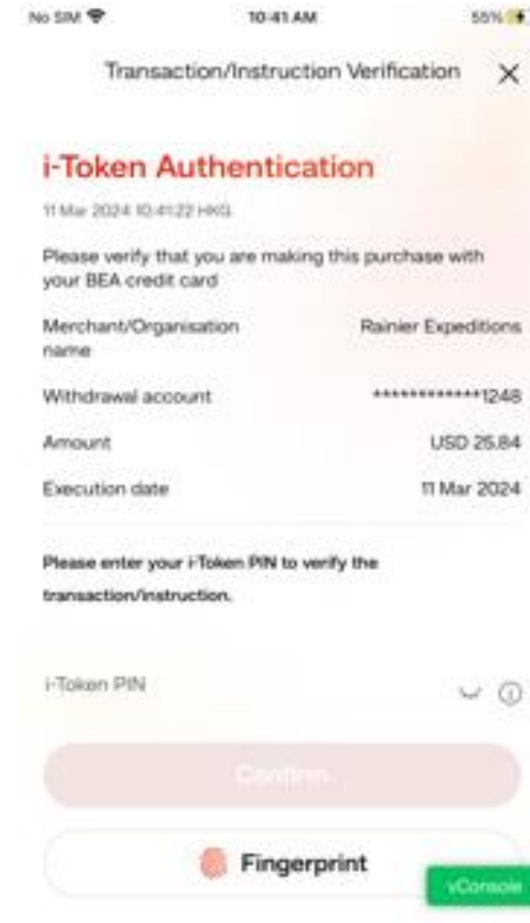 No SIM 10:41 AM 55%
Transaction/Instruction Verification
i-Token Authentication
11 Mar 2024 10:41:22 HKG
Please verify that you are making this purchase with
your BEA credit card
Merchant/Organisation Rainier Expeditions
name
Withdrawal account ************1248
Amount USD 25.84
Execution date 11 Mar 2024
Please enter your i-Token PIN to verify the
transaction/instruction.
i-Token PIN
Confirm
Fingerprint
vConsole